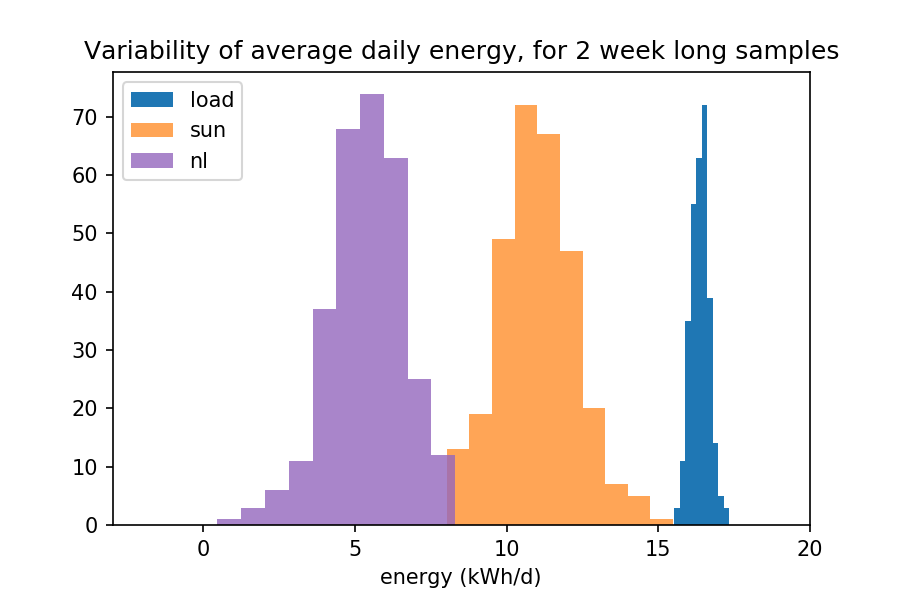 Variability of average daily energy, for 2 week long samples
load
sun
nl
70
60
50
40
30
20
10
0
0 5 10 15 20
energy (kWh/d)